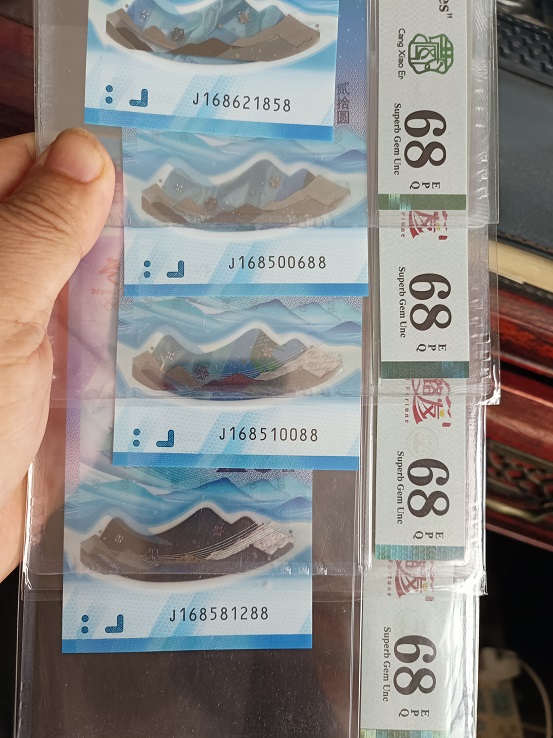 es"
Cang Xiao Er
J168621858
贰拾圆
68
EPQ
Superb Gem Unc
J168500688
68
EPQ
Superb Gem Unc
J168510088
68
EPQ
Superb Gem Unc
J168581288
68
EPQ
Superb Gem Unc